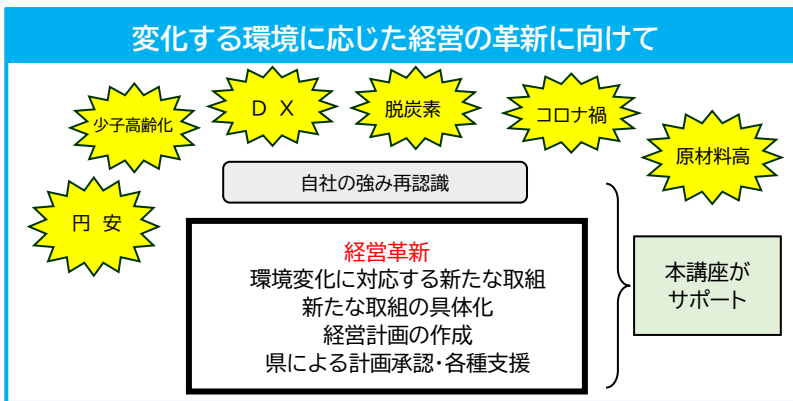 変化する環境に応じた経営の革新に向けて
少子高齢化
D X
脱炭素
コロナ禍
原材料高
円 安
自社の強み再認識
経営革新
環境変化に対応する新たな取組
新たな取組の具体化
経営計画の作成
県による計画承認・各種支援
本講座が
サポート